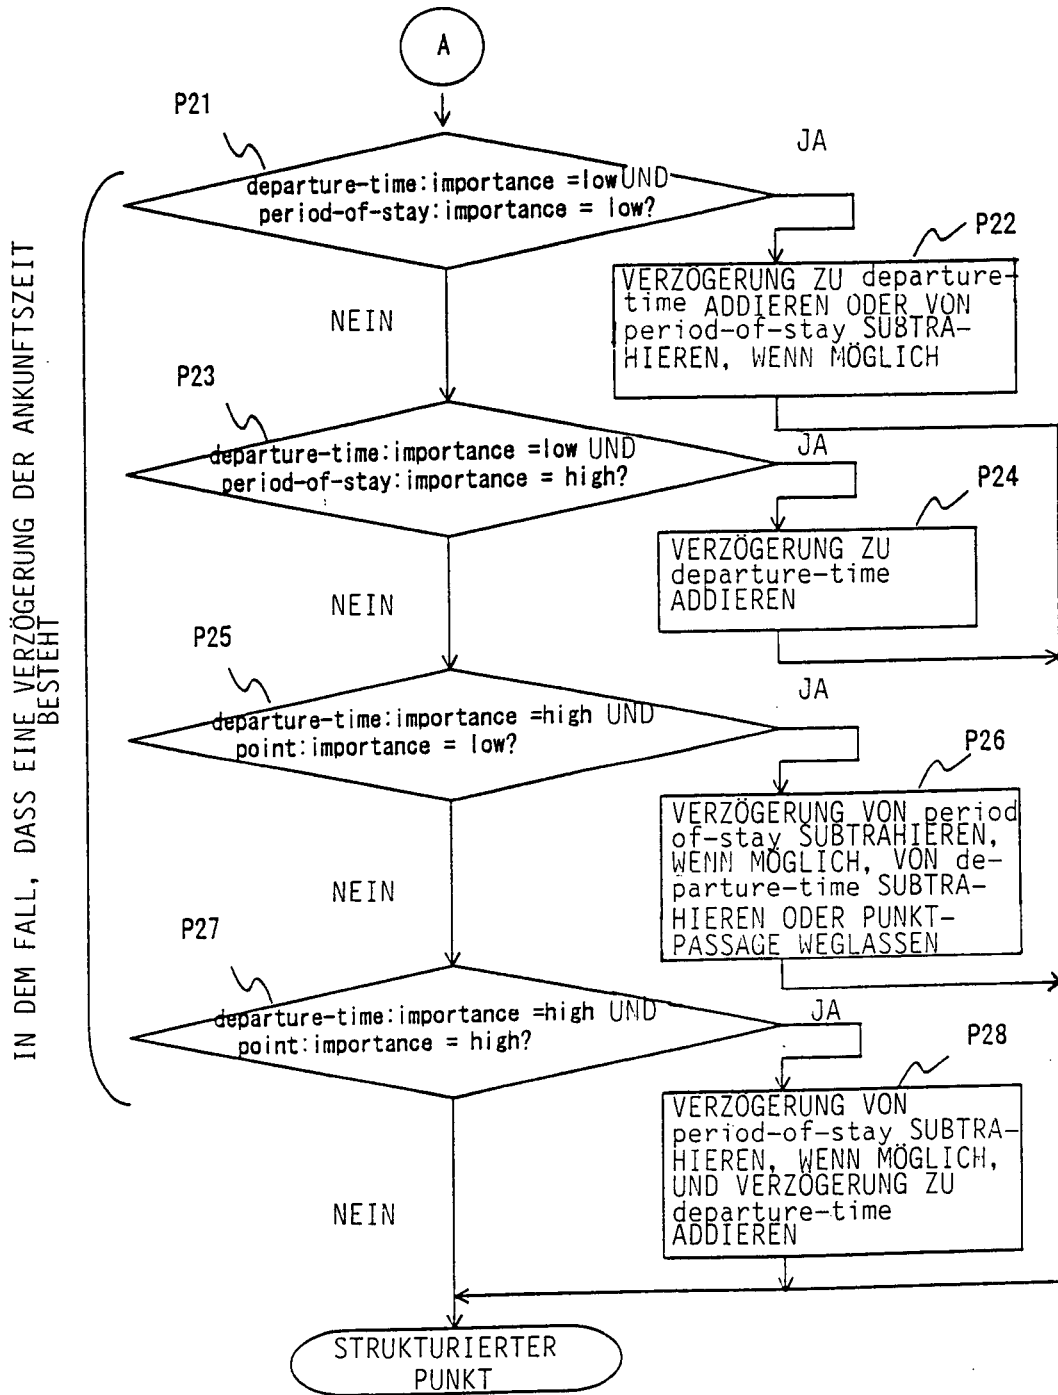 A
P21
JA
departure-time:importance =low UND
period-of-stay:importance = low?
P22
VERZÖGERUNG ZU departure-
time ADDIEREN ODER VON
period-of-stay SUBTRA-
HIEREN, WENN MÖGLICH
NEIN
P23
JA
departure-time:importance =low UND
period-of-stay:importance = high?
P24
VERZÖGERUNG ZU
departure-time
ADDIEREN
NEIN
P25
JA
departure-time:importance =high UND
point:importance = low?
P26
VERZÖGERUNG VON period
of-stay SUBTRAHIEREN,
WENN MÖGLICH, VON de-
parture-time SUBTRA-
HIEREN ODER PUNKT-
PASSAGE WEGLASSEN
NEIN
P27
JA
departure-time:importance =high UND
point:importance = high?
P28
VERZÖGERUNG VON
period-of-stay SUBTRA-
HIEREN, WENN MÖGLICH,
UND VERZÖGERUNG ZU
departure-time
ADDIEREN
NEIN
STRUKTURIERTER
PUNKT
IN DEM FALL, DASS EINE VERZÖGERUNG DER ANKUNFTSZEIT
BESTEHT